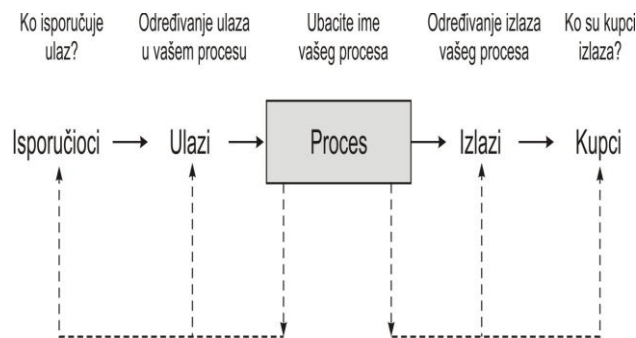 Ko isporučuje
ulaz?
Određivanje ulaza
u vašem procesu
Ubacite ime
vašeg procesa
Određivanje izlaza
vašeg procesa
Ko su kupci
izlaza?
Isporučioci
Ulazi
Proces
Izlazi
Kupci